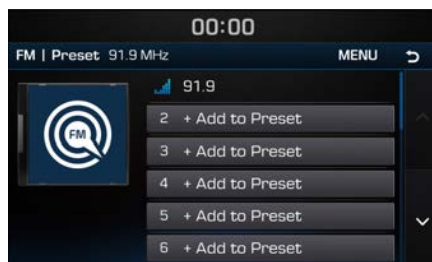 00:00
FM | Preset 91.9 MHz MENU
91.9
FM
2 + Add to Preset
3 + Add to Preset
4 + Add to Preset
5 + Add to Preset
6 + Add to Preset